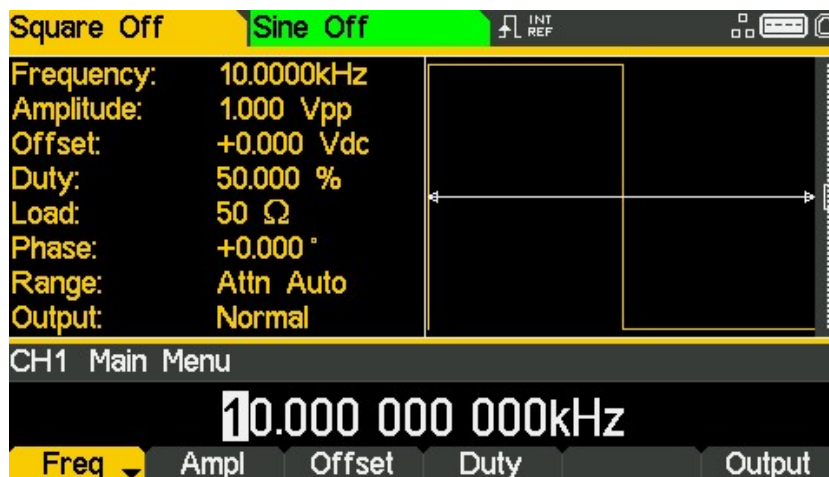 Square Off Sine Off INT
REF
Frequency: 10.0000kHz
Amplitude: 1.000 Vpp
Offset: +0.000 Vdc
Duty: 50.000 %
Load: 50 Ω
Phase: +0.000°
Range: Attn Auto
Output: Normal
CH1 Main Menu
10.000 000 000kHz
Freq Ampl Offset Duty Output